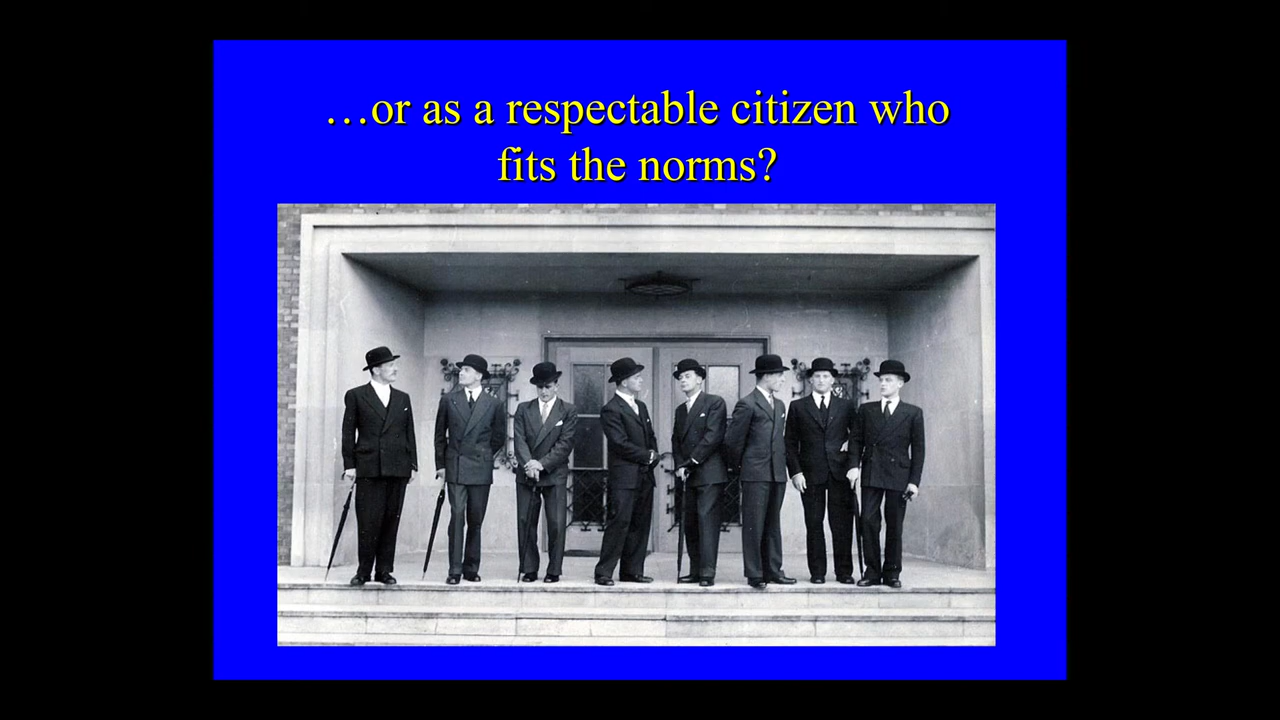 …or as a respectable citizen who
fits the norms?